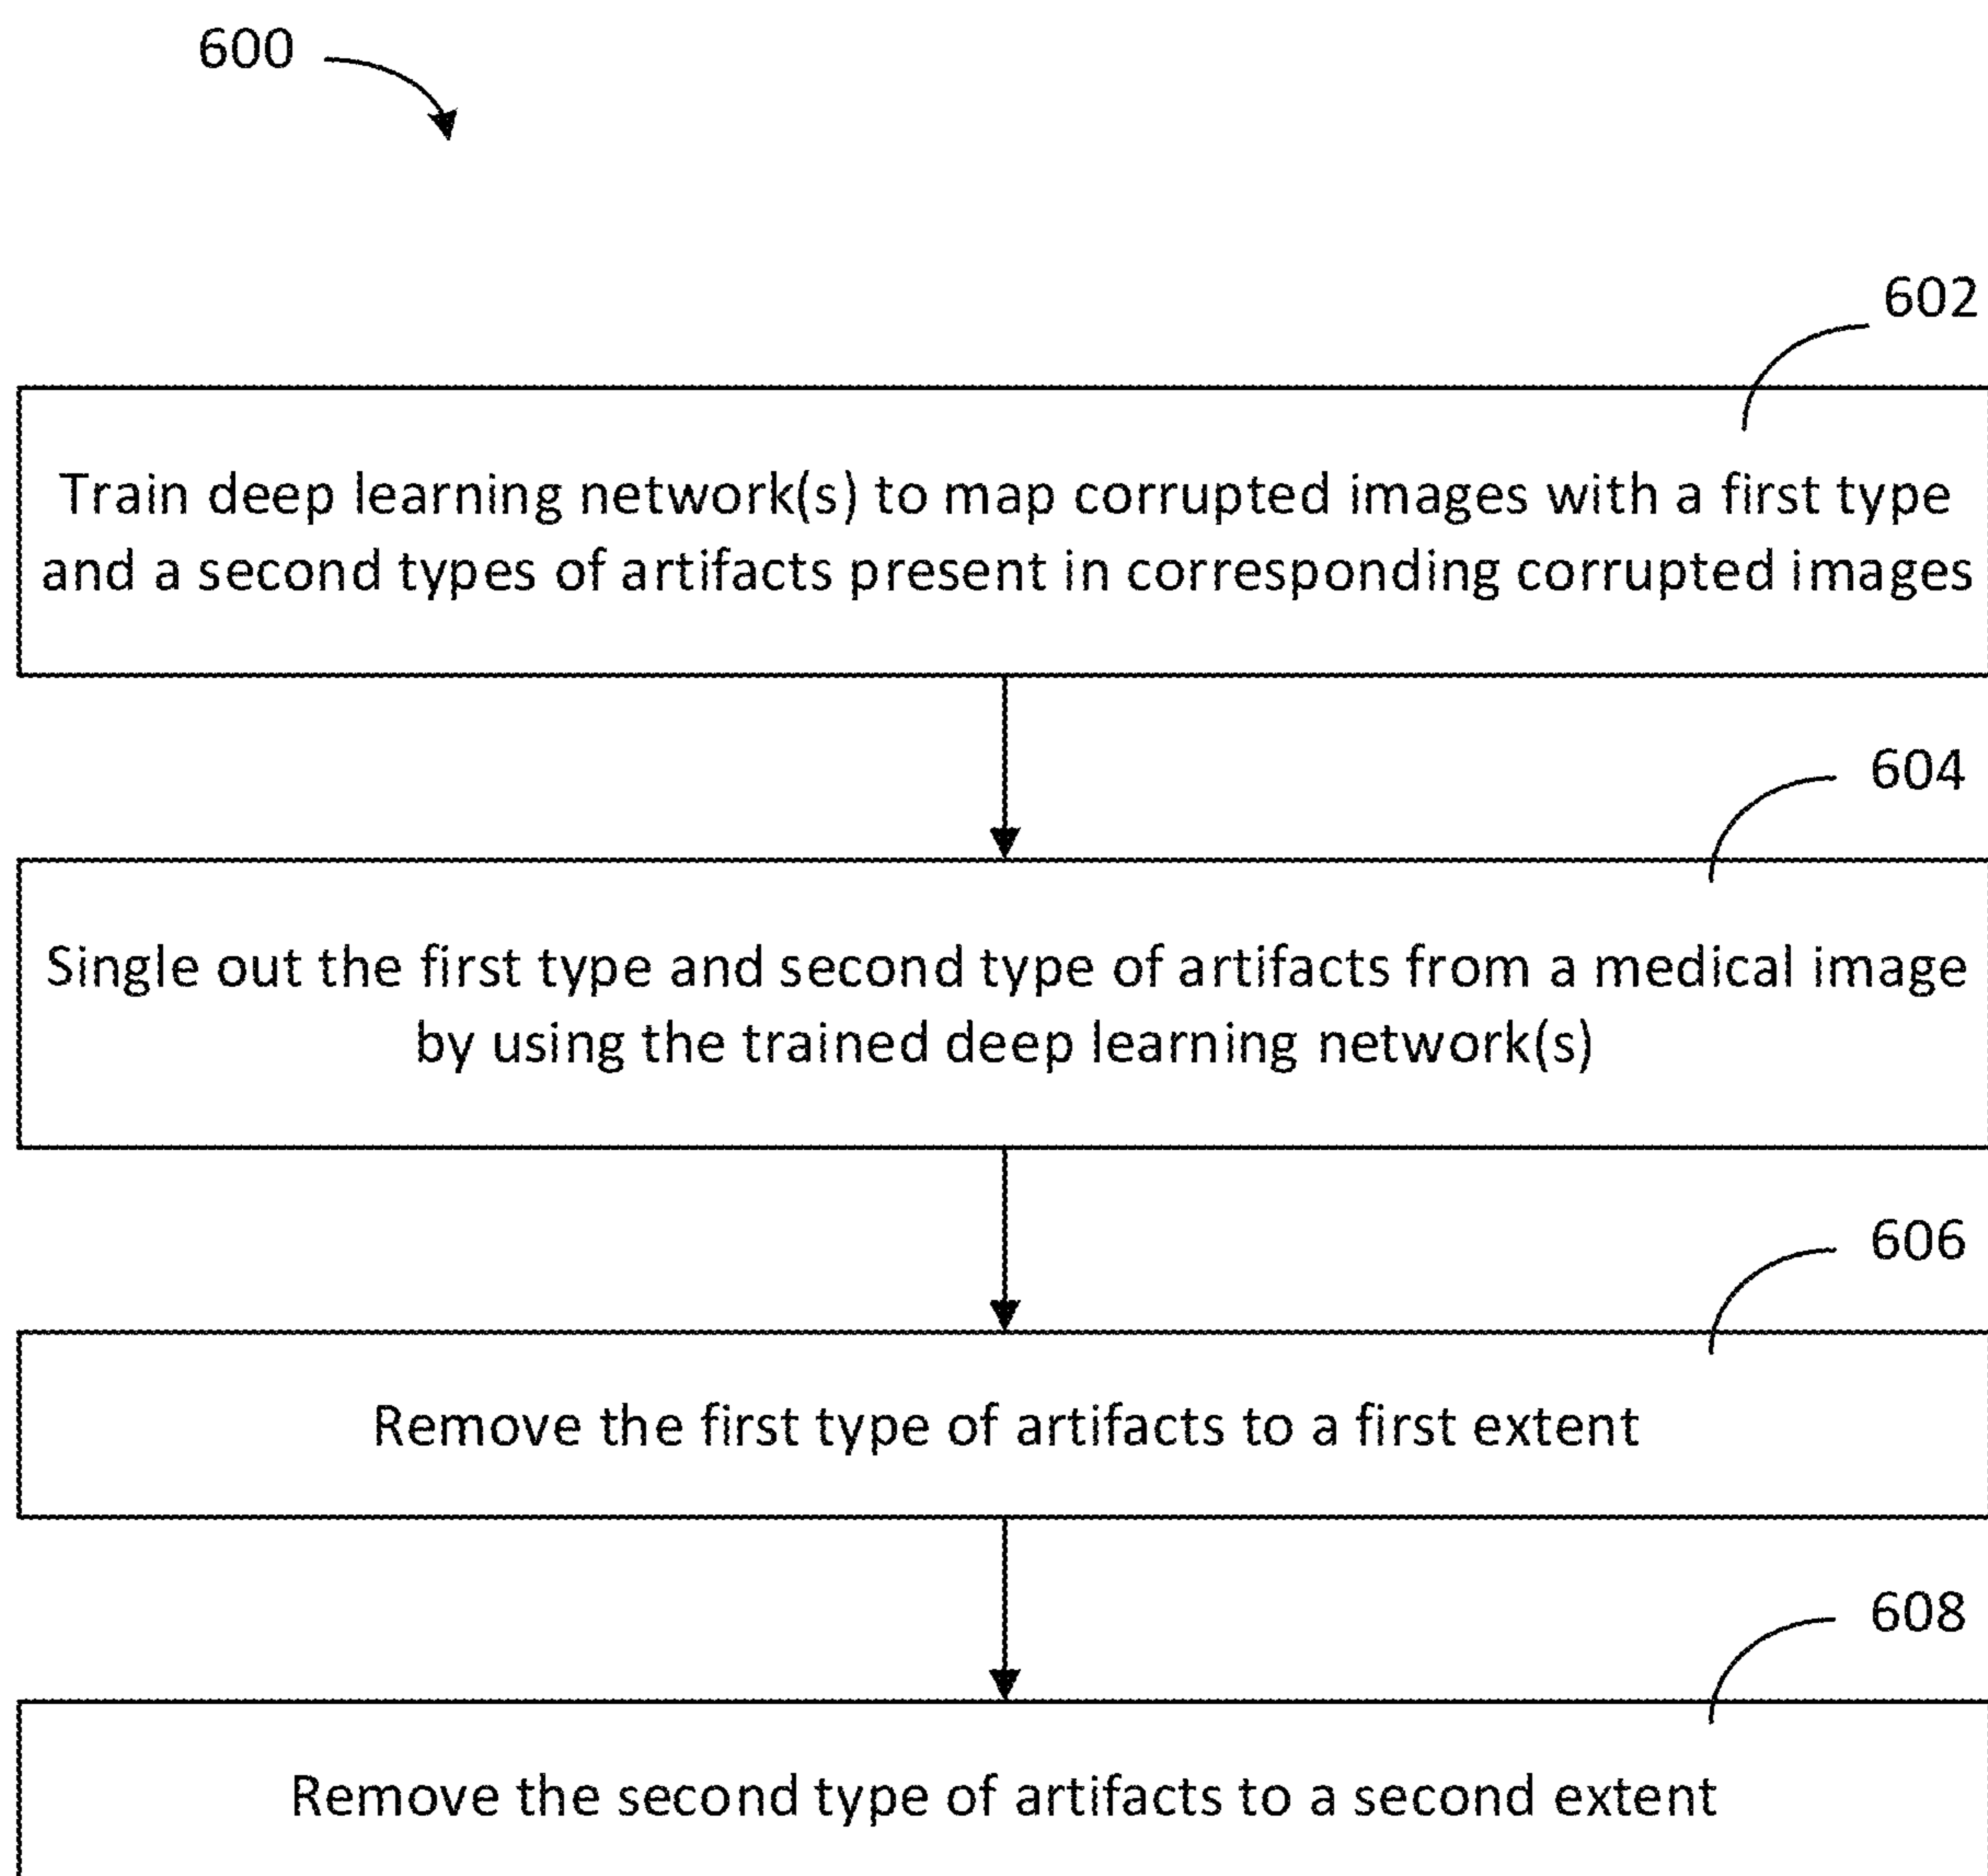 600
602
Train deep learning network(s) to map corrupted images with a first type
and a second types of artifacts present in corresponding corrupted images
604
Single out the first type and second type of artifacts from a medical image
by using the trained deep learning network(s)
606
Remove the first type of artifacts to a first extent
608
Remove the second type of artifacts to a second extent